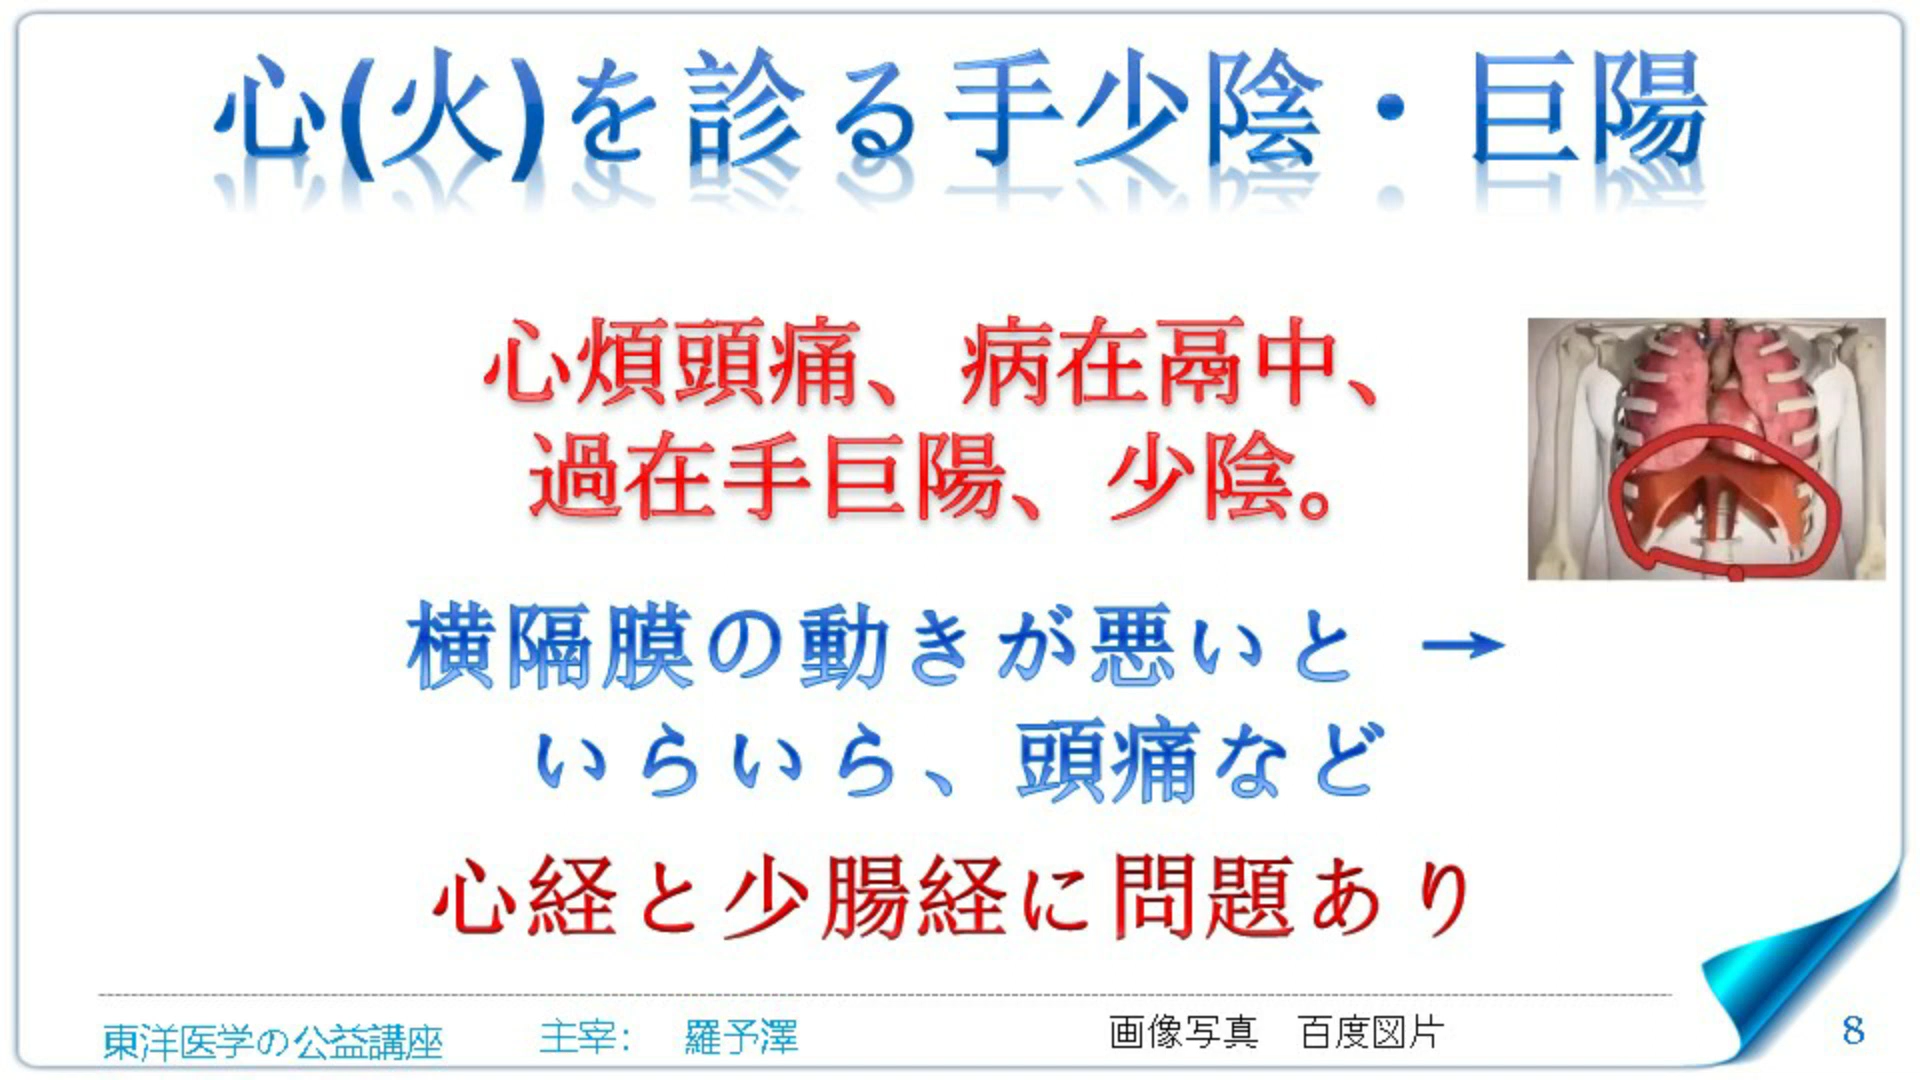 心(火)を診る手少陰・巨陽
心煩頭痛、病在鬲中、
過在手巨陽、少陰。
横隔膜の動きが悪いと →
いらいら、頭痛など
心経と少腸経に問題あり
東洋医学の公益講座 主宰： 羅予澤 画像写真 百度図片 8